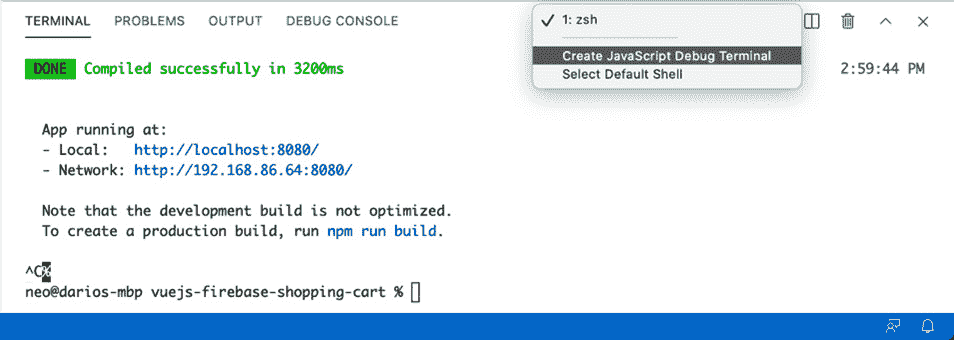 TERMINAL PROBLEMS OUTPUT DEBUG CONSOLE
✓ 1: zsh
Create JavaScript Debug Terminal
Select Default Shell
DONE Compiled successfully in 3200ms 2:59:44 PM
App running at:
- Local: http://localhost:8080/
- Network: http://192.168.86.64:8080/
Note that the development build is not optimized.
To create a production build, run npm run build.
^C%
neo@darios-mbp vuejs-firebase-shopping-cart %